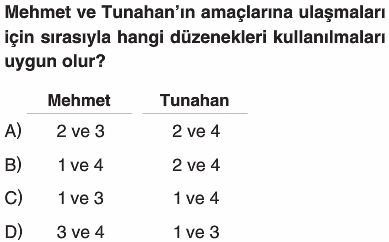 Mehmet ve Tunahan'ın amaçlarına ulaşmaları
için sırasıyla hangi düzenekleri kullanılmaları
uygun olur?
Mehmet Tunahan
A) 2 ve 3 2 ve 4
B) 1 ve 4 2 ve 4
C) 1 ve 3 1 ve 4
D) 3 ve 4 1 ve 3